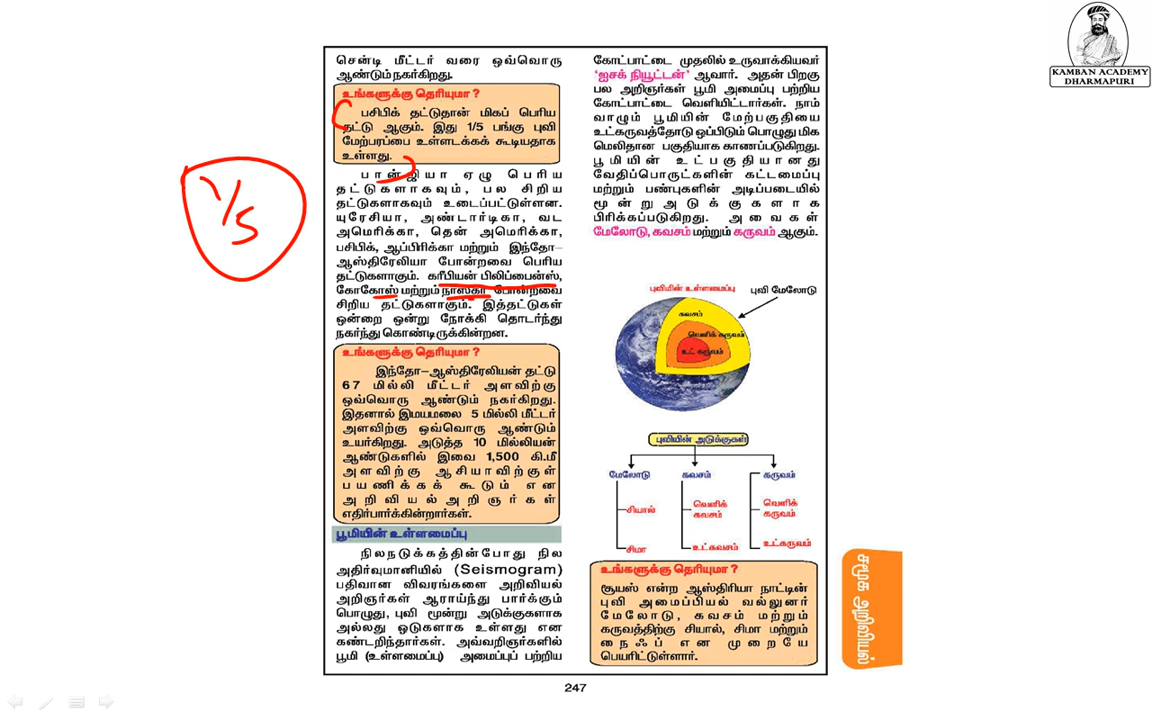 KAMBAN ACADEMY
DHARMAPURI
சென்டி மீட்டர் வரை ஒவ்வொரு
ஆண்டும் நகர்கிறது.
உங்களுக்கு தெரியுமா ?
பசிபிக் தட்டுதான் மிகப் பெரிய
தட்டு ஆகும். இது 1/5 பங்கு புவி
மேற்பரப்பை உள்ளடக்கக் கூடியதாக
உள்ளது.
பான்ஜியா ஏழு பெரிய
தட்டுகளாகவும், பல சிறிய
தட்டுகளாகவும் உடைப்பட்டுள்ளன.
யுரேசியா, அண்டார்டிகா, வட
அமெரிக்கா, தென் அமெரிக்கா,
பசிபிக், ஆப்பிரிக்கா மற்றும் இந்தோ–
ஆஸ்திரேலியா போன்றவை பெரிய
தட்டுகளாகும். கரீபியன் பிலிப்பைன்ஸ்,
கோகோஸ் மற்றும் நாஸ்கா போன்றவை
சிறிய தட்டுகளாகும். இத்தட்டுகள்
ஒன்றை ஒன்று நோக்கி தொடர்ந்து
நகர்ந்து கொண்டிருக்கின்றன.
உங்களுக்கு தெரியுமா ?
இந்தோ–ஆஸ்திரேலியன் தட்டு
67 மில்லி மீட்டர் அளவிற்கு
ஒவ்வொரு ஆண்டும் நகர்கிறது.
இதனால் இமயமலை 5 மில்லி மீட்டர்
அளவிற்கு ஒவ்வொரு ஆண்டும்
உயர்கிறது. அடுத்த 10 மில்லியன்
ஆண்டுகளில் இவை 1,500 கி.மீ
அளவிற்கு ஆசியாவிற்குள்
பயணிக்கக் கூடும் என
அறிவியல் அறிஞர்கள்
எதிர்பார்க்கின்றார்கள்.
பூமியின் உள்ளமைப்பு
நிலநடுக்கத்தின்போது நில
அதிர்வுமானியில் (Seismogram)
பதிவான விவரங்களை அறிவியல்
அறிஞர்கள் ஆராய்ந்து பார்க்கும்
பொழுது, புவி மூன்று அடுக்குகளாக
அல்லது ஓடுகளாக உள்ளது என
கண்டறிந்தார்கள். அவ்வறிஞர்களில்
பூமி (உள்ளமைப்பு) அமைப்புப் பற்றிய
கோட்பாட்டை முதலில் உருவாக்கியவர்
‘ஐசக் நியூட்டன்’ ஆவார். அதன் பிறகு
பல அறிஞர்கள் பூமி அமைப்பு பற்றிய
கோட்பாட்டை வெளியிட்டார்கள். நாம்
வாழும் பூமியின் மேற்பகுதியை
உட்கருவத்தோடு ஒப்பிடும் பொழுது மிக
மெலிதான பகுதியாக காணப்படுகிறது.
பூமியின் உட்பகுதியானது
வேதிப்பொருட்களின் கட்டமைப்பு
மற்றும் பண்புகளின் அடிப்படையில்
மூன்று அடுக்குகளாக
பிரிக்கப்படுகிறது. அவைகள்
மேலோடு, கவசம் மற்றும் கருவம் ஆகும்.
புவியின் உள்ளமைப்பு
புவி மேலோடு
கவசம்
வெளிக் கருவம்
உட் கருவம்
புவியின் அடுக்குகள்
மேலோடு கவசம் கருவம்
சியால் வெளிக் கவசம் வெளிக் கருவம்
சிமா உட்கவசம் உட்கருவம்
உங்களுக்கு தெரியுமா ?
சூயஸ் என்ற ஆஸ்திரியா நாட்டின்
புவி அமைப்பியல் வல்லுனர்
மேலோடு, கவசம் மற்றும்
கருவத்திற்கு சியால், சிமா மற்றும்
நைஃப் என முறையே
பெயரிட்டுள்ளார்.
சமூக அறிவியல்
247
1/5